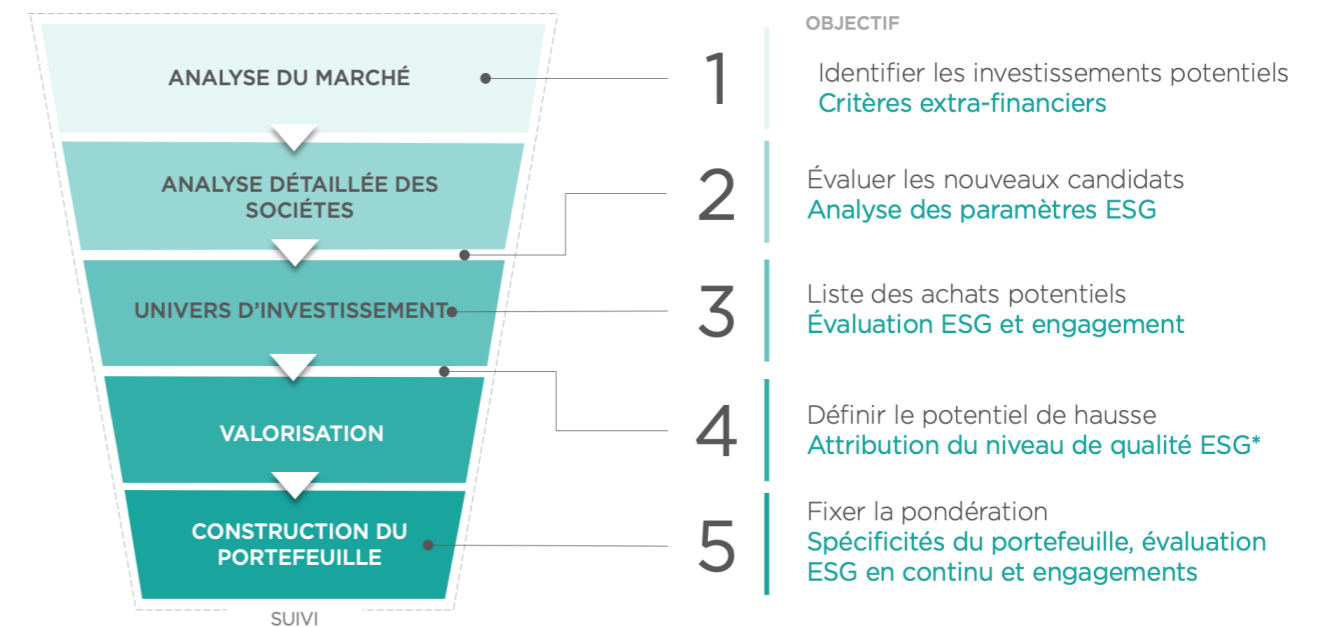 OBJECTIF
ANALYSE DU MARCHÉ
1
Identifier les investissements potentiels
Critères extra-financiers
ANALYSE DÉTAILLÉE DES
SOCIÉTES
2
Évaluer les nouveaux candidats
Analyse des paramètres ESG
UNIVERS D'INVESTISSEMENT
3
Liste des achats potentiels
Évaluation ESG et engagement
VALORISATION
4
Définir le potentiel de hausse
Attribution du niveau de qualité ESG*
CONSTRUCTION DU
PORTEFEUILLE
5
Fixer la pondération
Spécificités du portefeuille, évaluation
ESG en continu et engagements
SUIVI